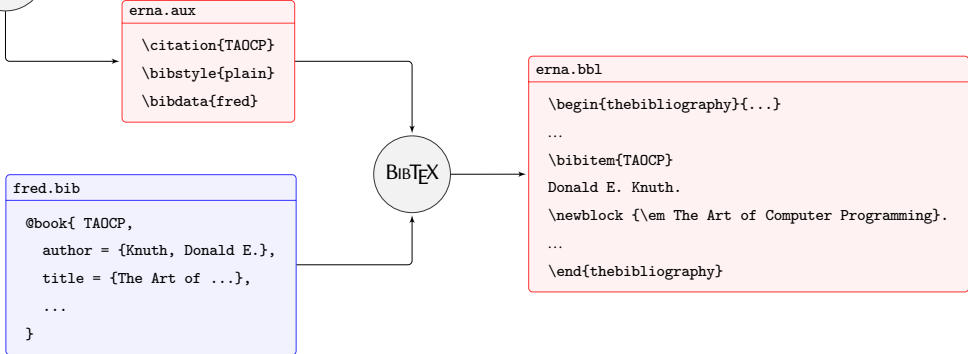 erna.aux
\citation{TAOCP}
\bibstyle{plain}
\bibdata{fred}
fred.bib
@book{ TAOCP,
  author = {Knuth, Donald E.},
  title = {The Art of ...},
  ...
}
BIBTEX
erna.bbl
\begin{thebibliography}{...}
...
\bibitem{TAOCP}
Donald E. Knuth.
\newblock {\em The Art of Computer Programming}.
...
\end{thebibliography}